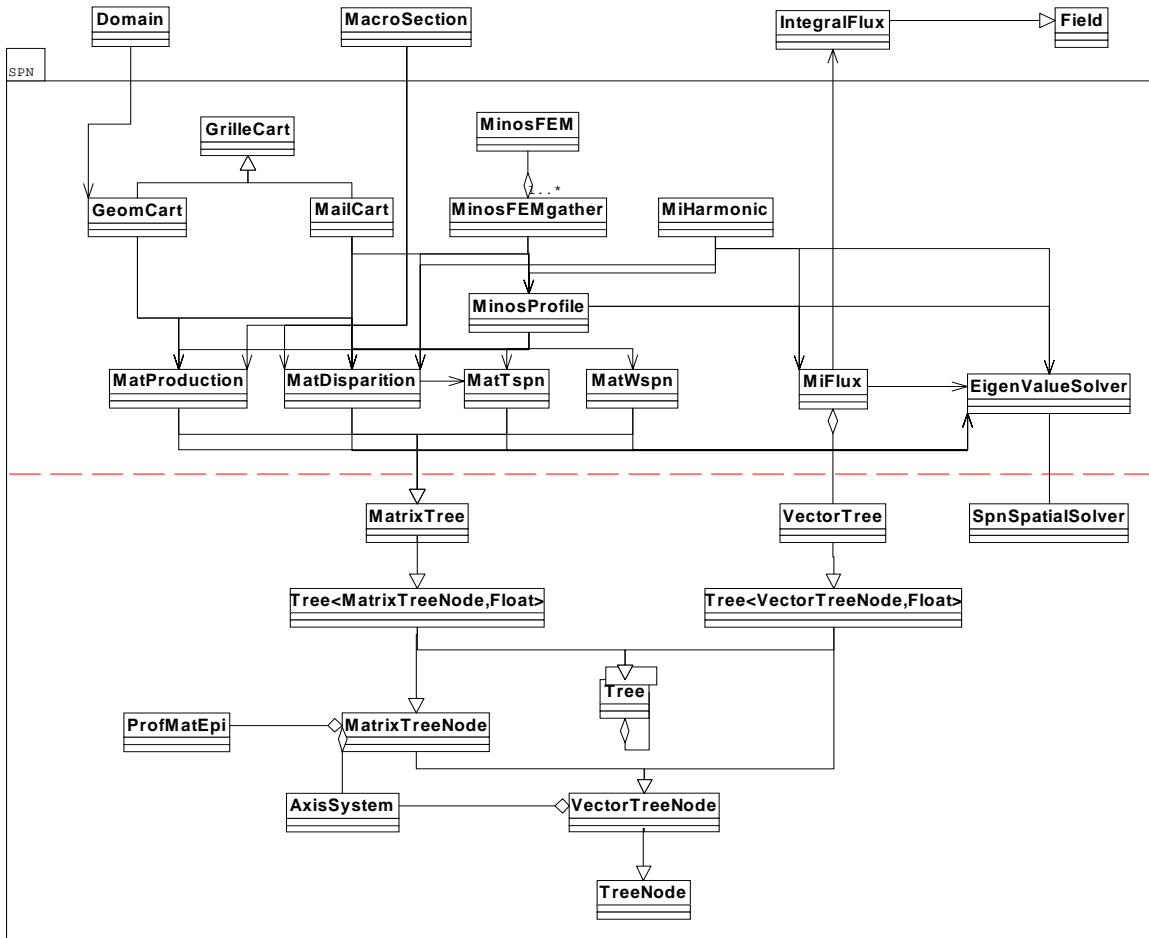 Domain
MacroSection
IntegralFlux
Field
SPN
GrilleCart
MinosFEM
1..*
GeomCart
MailCart
MinosFEMgather
MiHarmonic
MinosProfile
MatProduction
MatDisparition
MatTspn
MatWspn
MiFlux
EigenValueSolver
MatrixTree
VectorTree
SpnSpatialSolver
Tree<MatrixTreeNode,Float>
Tree<VectorTreeNode,Float>
Tree
ProfMatEpi
MatrixTreeNode
AxisSystem
VectorTreeNode
TreeNode